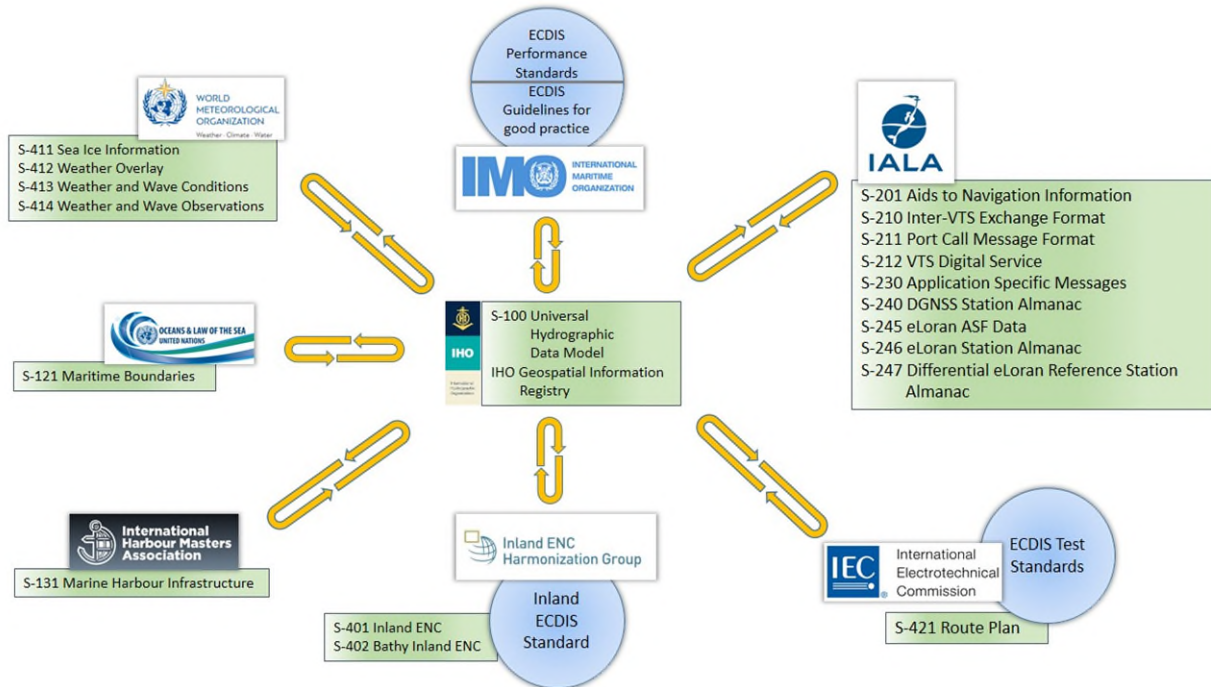 ECDIS
Performance
Standards
ECDIS
Guidelines for
good practice
IMO
INTERNATIONAL
MARITIME
ORGANIZATION
WORLD
METEOROLOGICAL
ORGANIZATION
Weather · Climate · Water
S-411 Sea Ice Information
S-412 Weather Overlay
S-413 Weather and Wave Conditions
S-414 Weather and Wave Observations
IALA
S-201 Aids to Navigation Information
S-210 Inter-VTS Exchange Format
S-211 Port Call Message Format
S-212 VTS Digital Service
S-230 Application Specific Messages
S-240 DGNSS Station Almanac
S-245 eLoran ASF Data
S-246 eLoran Station Almanac
S-247 Differential eLoran Reference Station
Almanac
OCEANS & LAW OF THE SEA
UNITED NATIONS
S-121 Maritime Boundaries
IHO
International
Hydrographic
Organization
S-100 Universal
Hydrographic
Data Model
IHO Geospatial Information
Registry
International
Harbour Masters
Association
S-131 Marine Harbour Infrastructure
Inland ENC
Harmonization Group
Inland
ECDIS
Standard
S-401 Inland ENC
S-402 Bathy Inland ENC
IEC
International
Electrotechnical
Commission
ECDIS Test
Standards
S-421 Route Plan